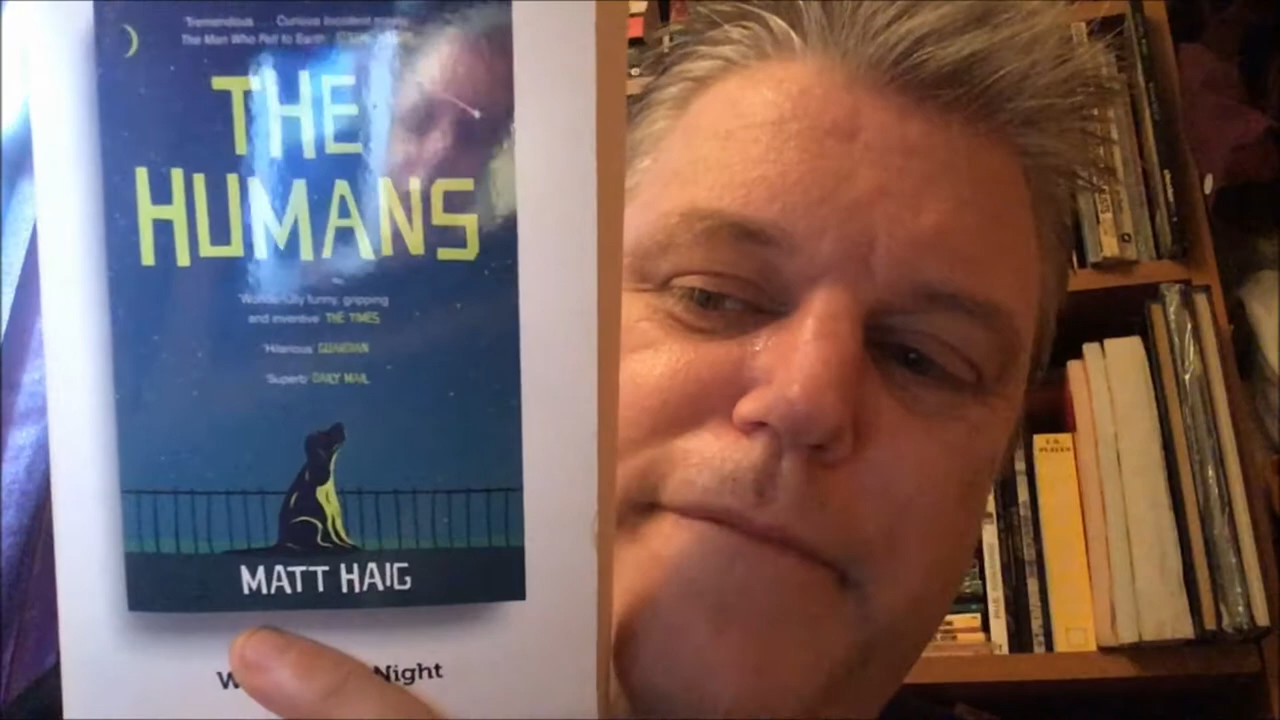 'Tremendous . . . Curious Incident meets
The Man Who Fell to Earth'
THE
HUMANS
'Wonderfully funny, gripping
and inventive' THE TIMES
'Hilarious' GUARDIAN
'Superb' DAILY MAIL
MATT HAIG
W Night